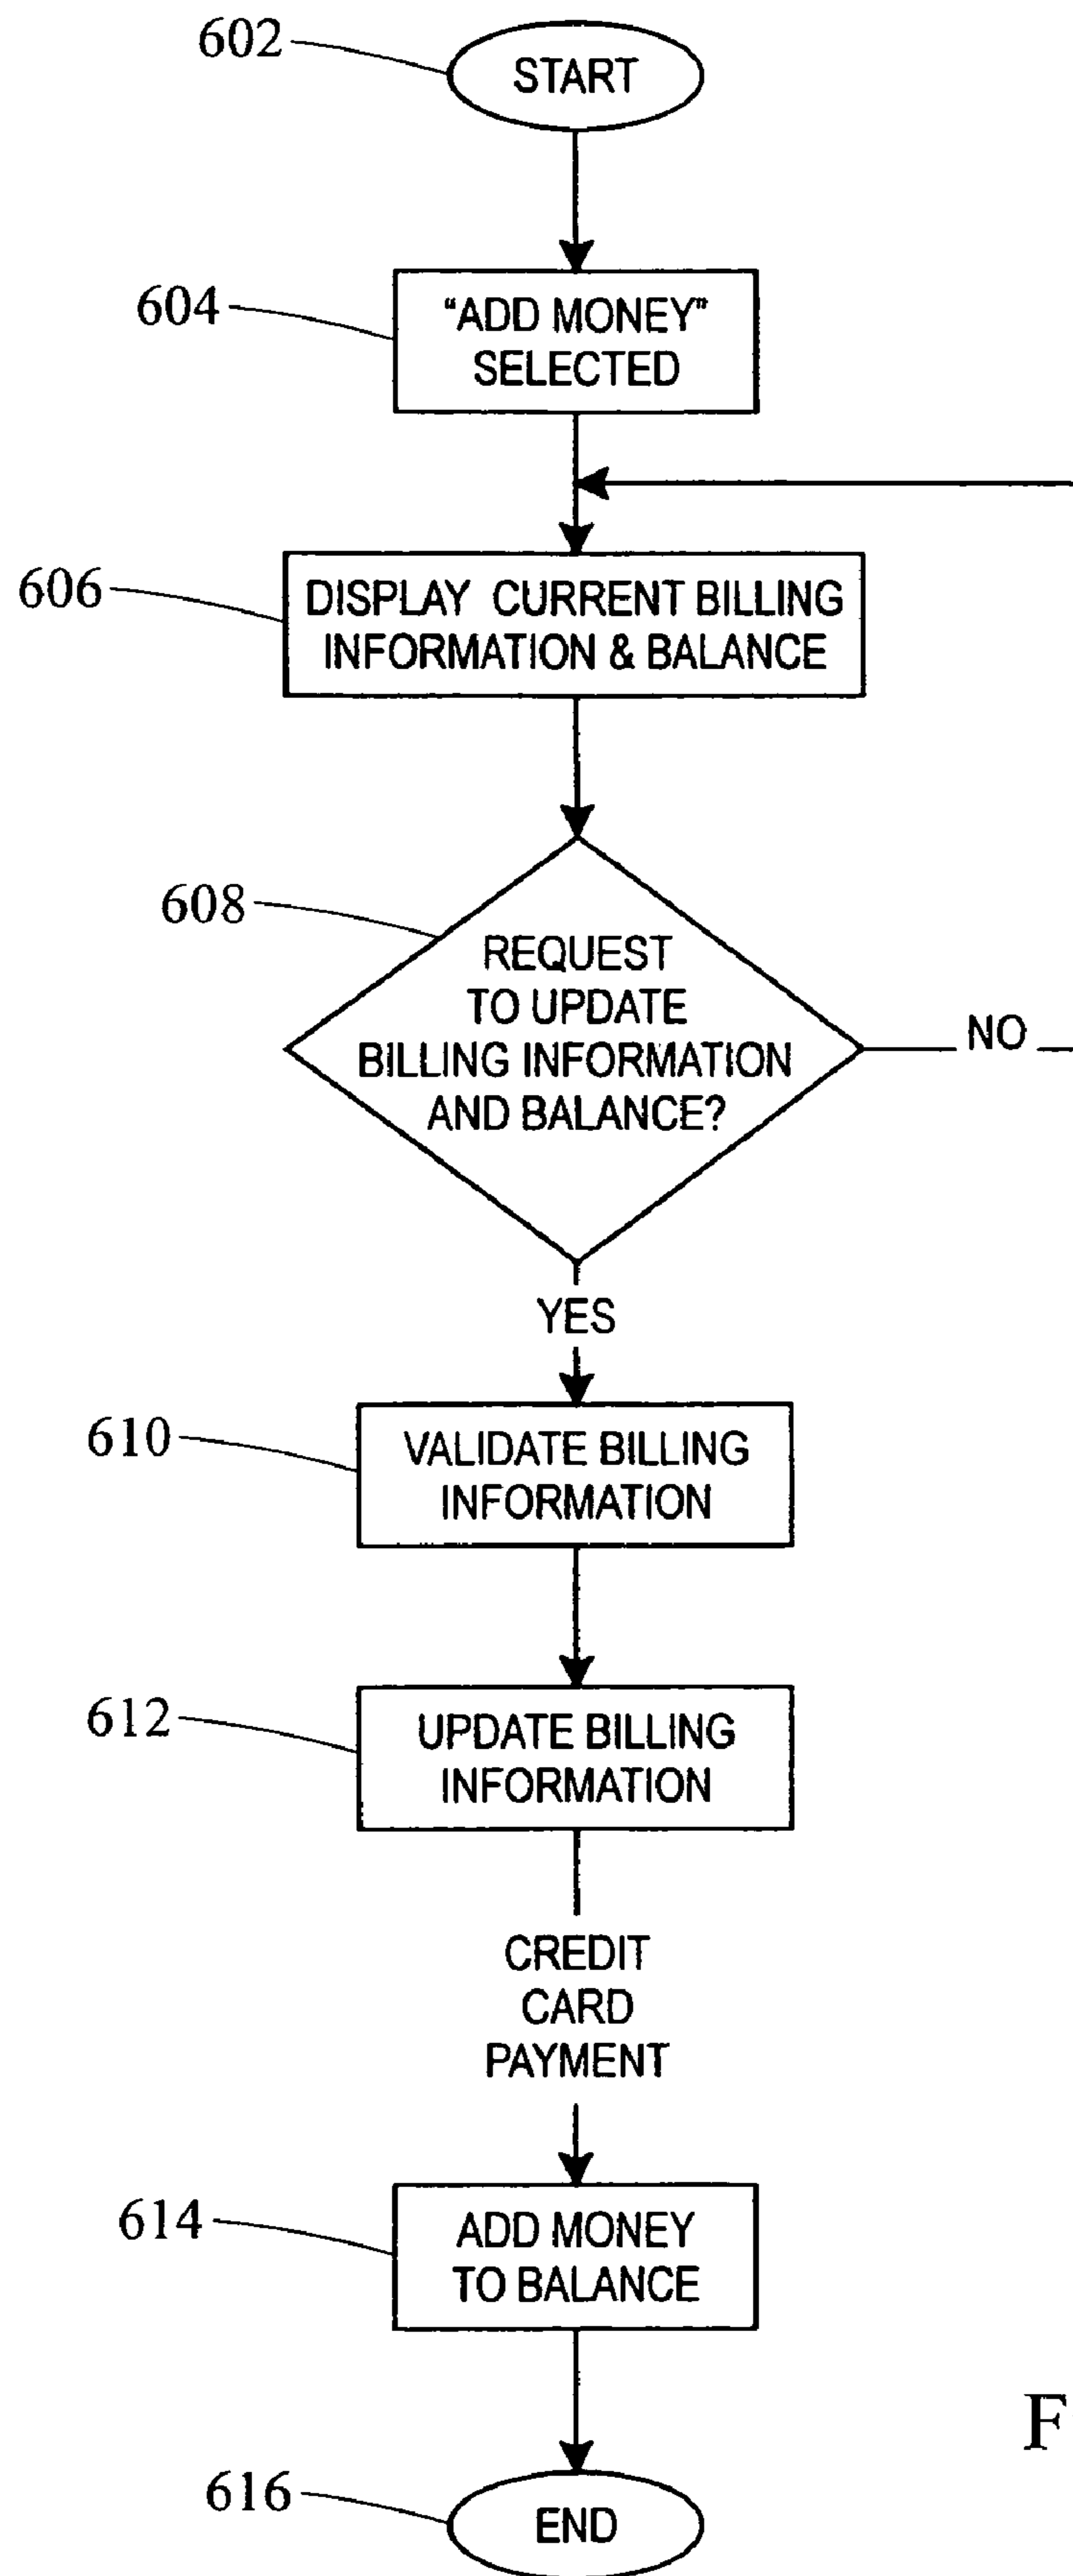 602
START
604
"ADD MONEY"
SELECTED
606
DISPLAY CURRENT BILLING
INFORMATION & BALANCE
608
REQUEST
TO UPDATE
BILLING INFORMATION
AND BALANCE?
NO
YES
610
VALIDATE BILLING
INFORMATION
612
UPDATE BILLING
INFORMATION
CREDIT
CARD
PAYMENT
614
ADD MONEY
TO BALANCE
F
616
END